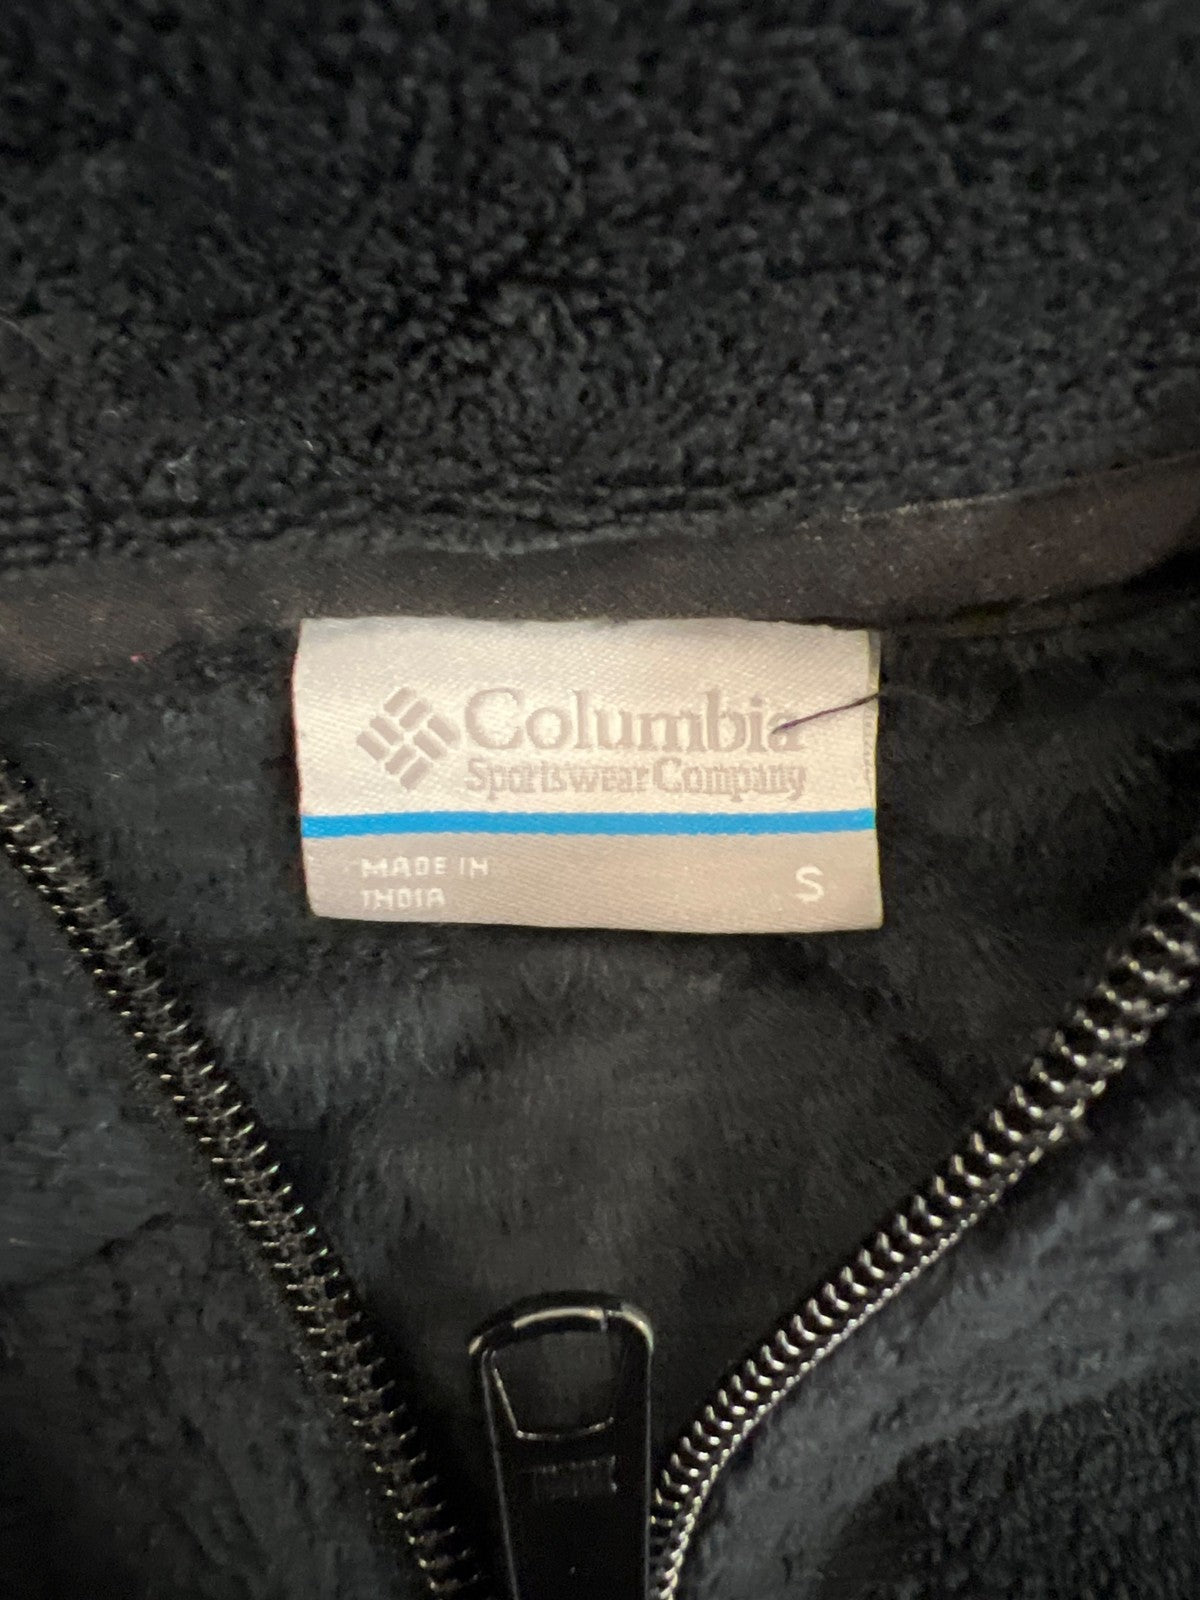 Columbia
Sportswear Company
MADE IN
INDIA
S